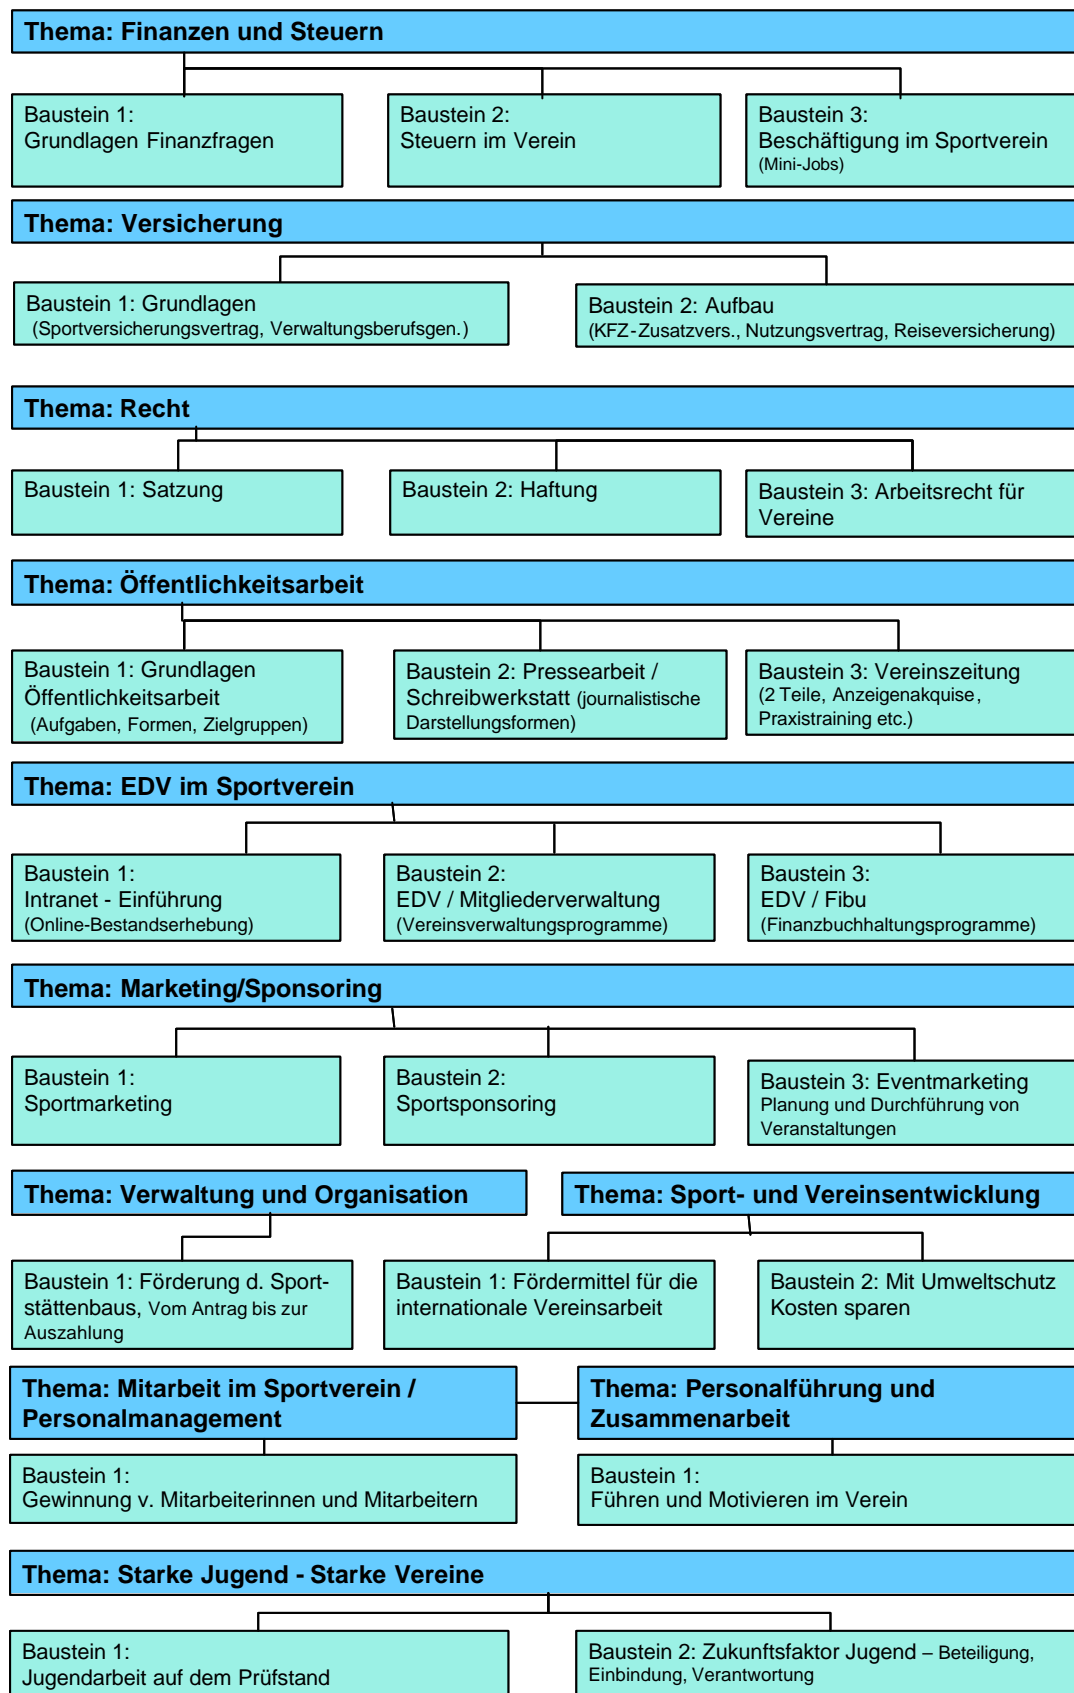 Thema: Finanzen und Steuern
Baustein 1:
Grundlagen Finanzfragen
Baustein 2:
Steuern im Verein
Baustein 3:
Beschäftigung im Sportverein
(Mini-Jobs)
Thema: Versicherung
Baustein 1: Grundlagen
(Sportversicherungsvertrag, Verwaltungsberufsgen.)
Baustein 2: Aufbau
(KFZ-Zusatzvers., Nutzungsvertrag, Reiseversicherung)
Thema: Recht
Baustein 1: Satzung
Baustein 2: Haftung
Baustein 3: Arbeitsrecht für
Vereine
Thema: Öffentlichkeitsarbeit
Baustein 1: Grundlagen
Öffentlichkeitsarbeit
(Aufgaben, Formen, Zielgruppen)
Baustein 2: Pressearbeit /
Schreibwerkstatt (journalistische
Darstellungsformen)
Baustein 3: Vereinszeitung
(2 Teile, Anzeigenakquise,
Praxistraining etc.)
Thema: EDV im Sportverein
Baustein 1:
Intranet - Einführung
(Online-Bestandserhebung)
Baustein 2:
EDV / Mitgliederverwaltung
(Vereinsverwaltungsprogramme)
Baustein 3:
EDV / Fibu
(Finanzbuchhaltungsprogramme)
Thema: Marketing/Sponsoring
Baustein 1:
Sportmarketing
Baustein 2:
Sportsponsoring
Baustein 3: Eventmarketing
Planung und Durchführung von
Veranstaltungen
Thema: Verwaltung und Organisation
Baustein 1: Förderung d. Sport-
stättenbaus, Vom Antrag bis zur
Auszahlung
Thema: Sport- und Vereinsentwicklung
Baustein 1: Fördermittel für die
internationale Vereinsarbeit
Baustein 2: Mit Umweltschutz
Kosten sparen
Thema: Mitarbeit im Sportverein /
Personalmanagement
Baustein 1:
Gewinnung v. Mitarbeiterinnen und Mitarbeitern
Thema: Personalführung und
Zusammenarbeit
Baustein 1:
Führen und Motivieren im Verein
Thema: Starke Jugend - Starke Vereine
Baustein 1:
Jugendarbeit auf dem Prüfstand
Baustein 2: Zukunftsfaktor Jugend – Beteiligung,
Einbindung, Verantwortung